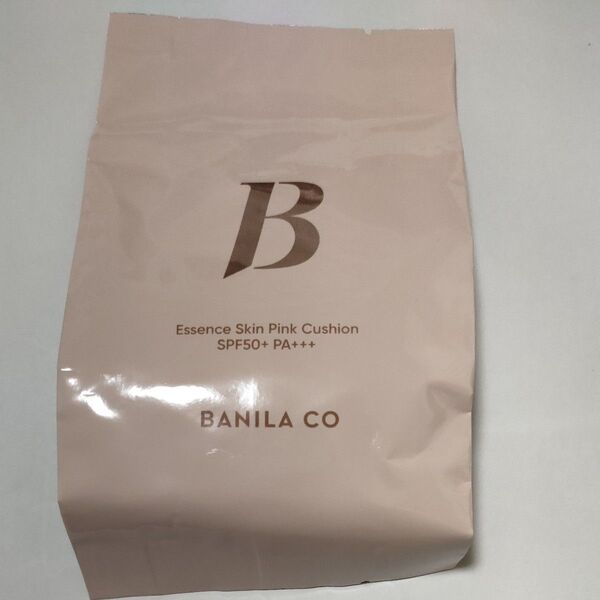 B
Essence Skin Pink Cushion
SPF50+ PA+++
BANILA CO